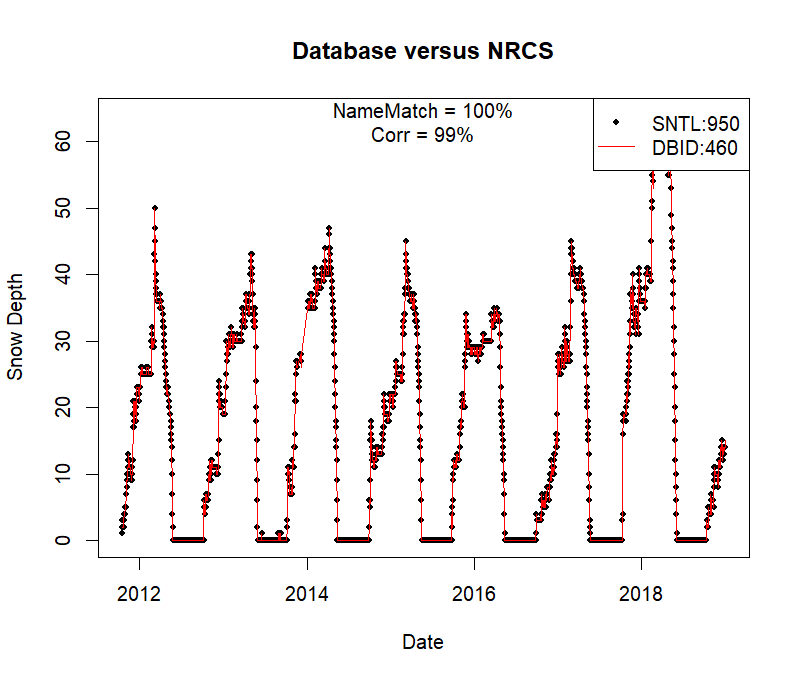 Database versus NRCS
NameMatch = 100%
Corr = 99%
SNTL:950
DBID:460
Snow Depth
60
50
40
30
20
10
0
2012 2014 2016 2018
Date